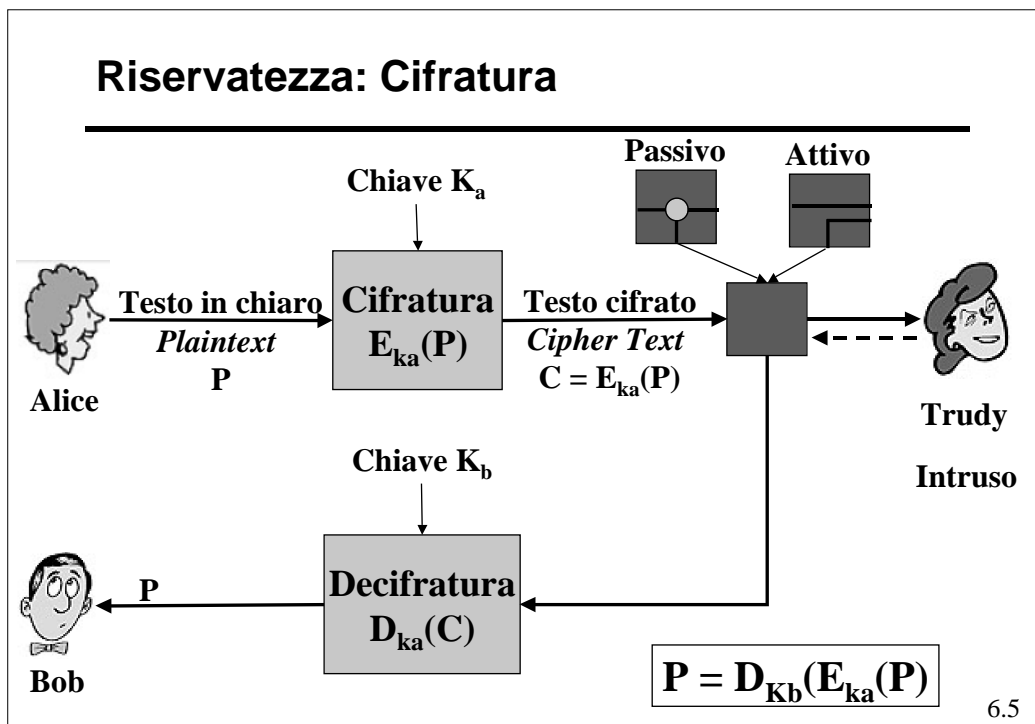 Riservatezza: Cifratura
Passivo
Attivo
Chiave Ka
Testo in chiaro
Plaintext
P
Cifratura
Eka(P)
Testo cifrato
Cipher Text
C = Eka(P)
Alice
Trudy
Intruso
Chiave Kb
P
Decifratura
Dka(C)
Bob
P = DKb(Eka(P)
6.5